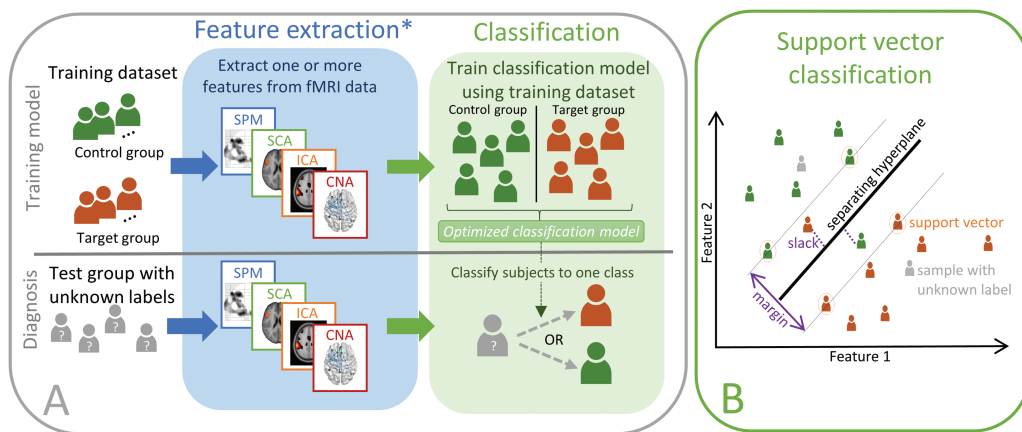 Feature extraction*
Classification
Training model
Training dataset
...
Control group
...
Target group
Extract one or more
features from fMRI data
SPM
SCA
ICA
CNA
Train classification model
using training dataset
Control group
Target group
Optimized classification model
Diagnosis
Test group with
unknown labels
?
?
?
?
SPM
SCA
ICA
CNA
Classify subjects to one class
?
OR
A
Support vector
classification
Feature 2
separating hyperplane
slack
support vector
sample with
unknown label
margin
Feature 1
B